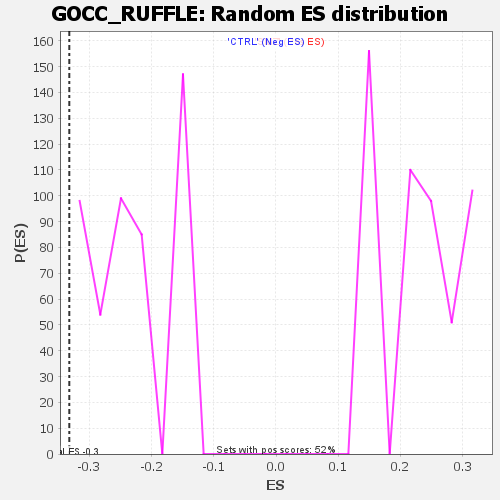 GOCC_RUFFLE: Random ES distribution
'CTRL' (Neg ES) ES)
160
150
140
130
120
110
100
90
80
70
60
50
40
30
20
10
0
P(ES)
ES -0.3
Sets with pos scores: 52%
-0.3 -0.2 -0.1 0.0 0.1 0.2 0.3
ES